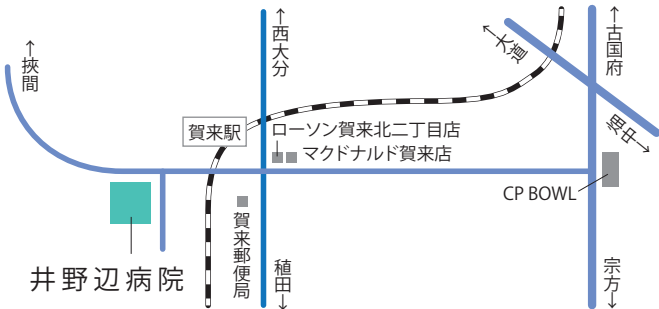 ←挾間
←西大分
←大道
←古国府
畑中→
賀来駅
ローソン賀来北二丁目店
マクドナルド賀来店
CP BOWL
賀来郵便局
井野辺病院
稙田→
宗方→